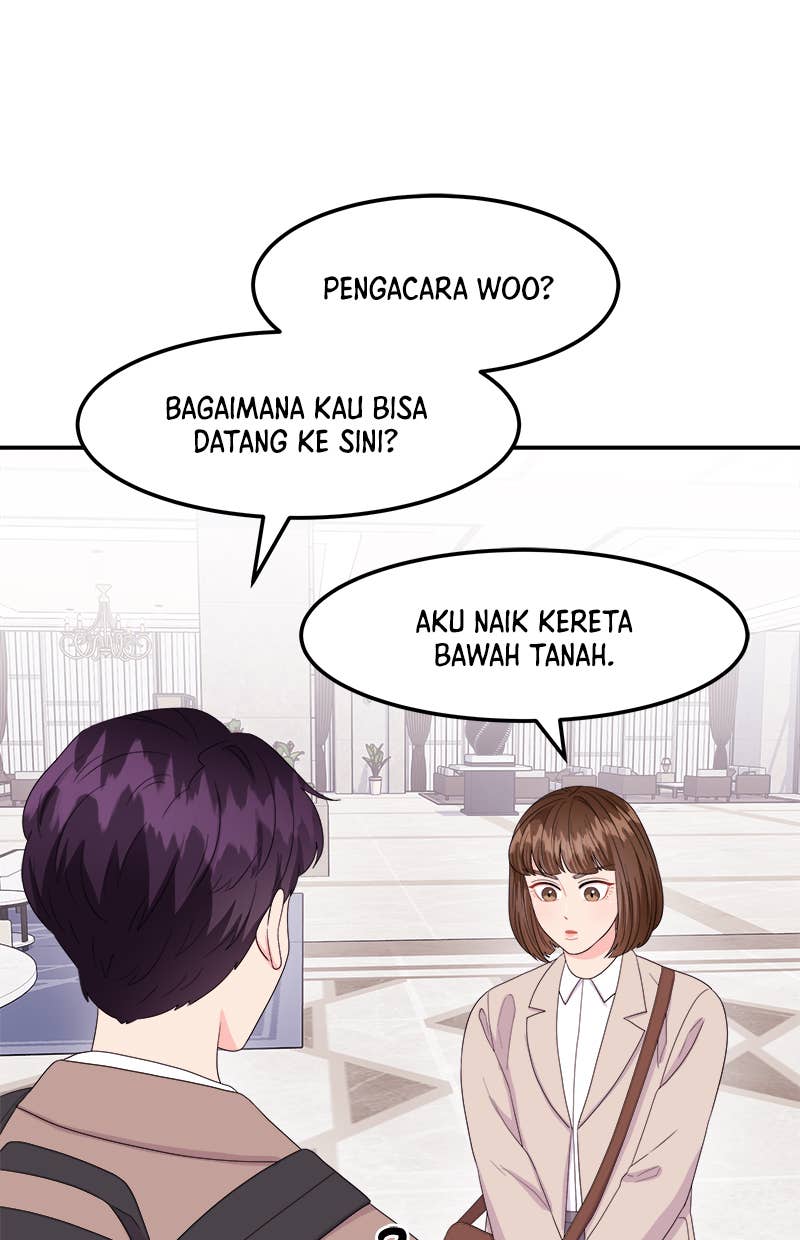 PENGACARA WOO?
BAGAIMANA KAU BISA
DATANG KE SINI?
AKU NAIK KERETA
BAWAH TANAH.